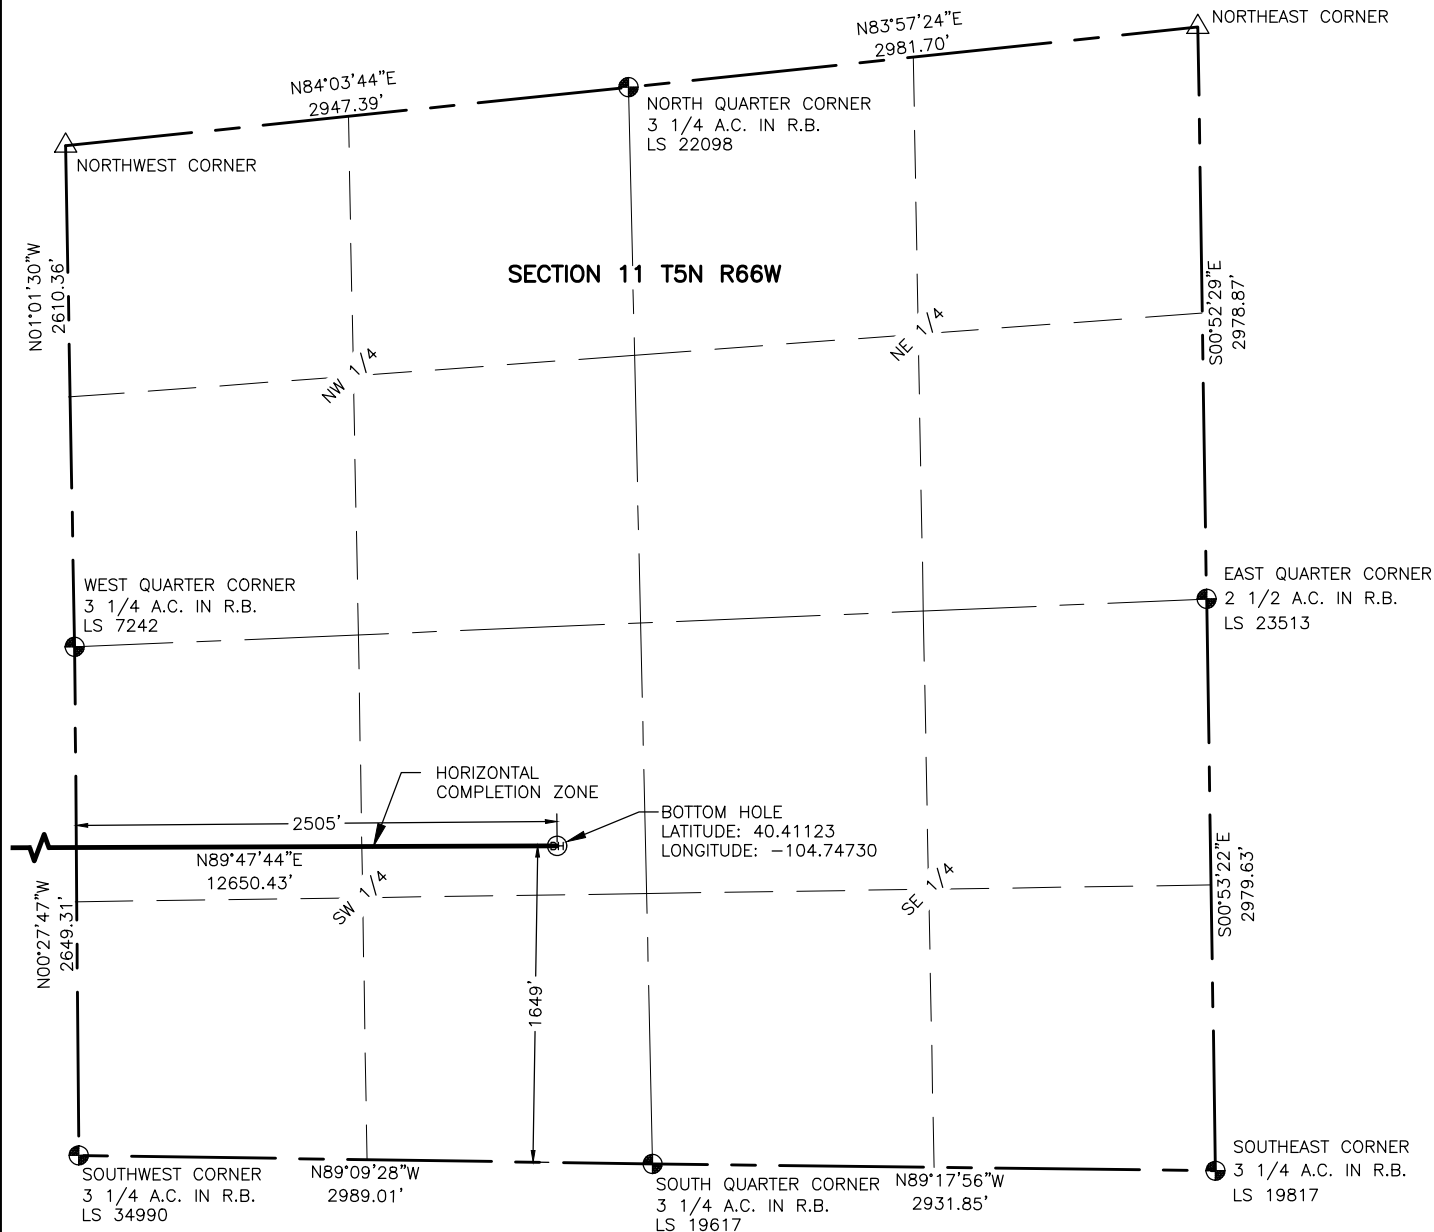 NORTHEAST CORNER
N83°57'24"E
2981.70'
N84°03'44"E
2947.39'
NORTH QUARTER CORNER
3 1/4 A.C. IN R.B.
LS 22098
NORTHWEST CORNER
N01°01'30"W
2610.36'
SECTION 11 T5N R66W
S00°52'29"E
2978.87'
NW 1/4
NE 1/4
WEST QUARTER CORNER
3 1/4 A.C. IN R.B.
LS 7242
EAST QUARTER CORNER
2 1/2 A.C. IN R.B.
LS 23513
HORIZONTAL
COMPLETION ZONE
2505'
BOTTOM HOLE
LATITUDE: 40.41123
LONGITUDE: -104.74730
BH
N89°47'44"E
12650.43'
SW 1/4
SE 1/4
N00°27'47"W
2649.31'
S00°53'22"E
2979.63'
1649'
SOUTHWEST CORNER
3 1/4 A.C. IN R.B.
LS 34990
N89°09'28"W
2989.01'
SOUTH QUARTER CORNER
3 1/4 A.C. IN R.B.
LS 19617
N89°17'56"W
2931.85'
SOUTHEAST CORNER
3 1/4 A.C. IN R.B.
LS 19817